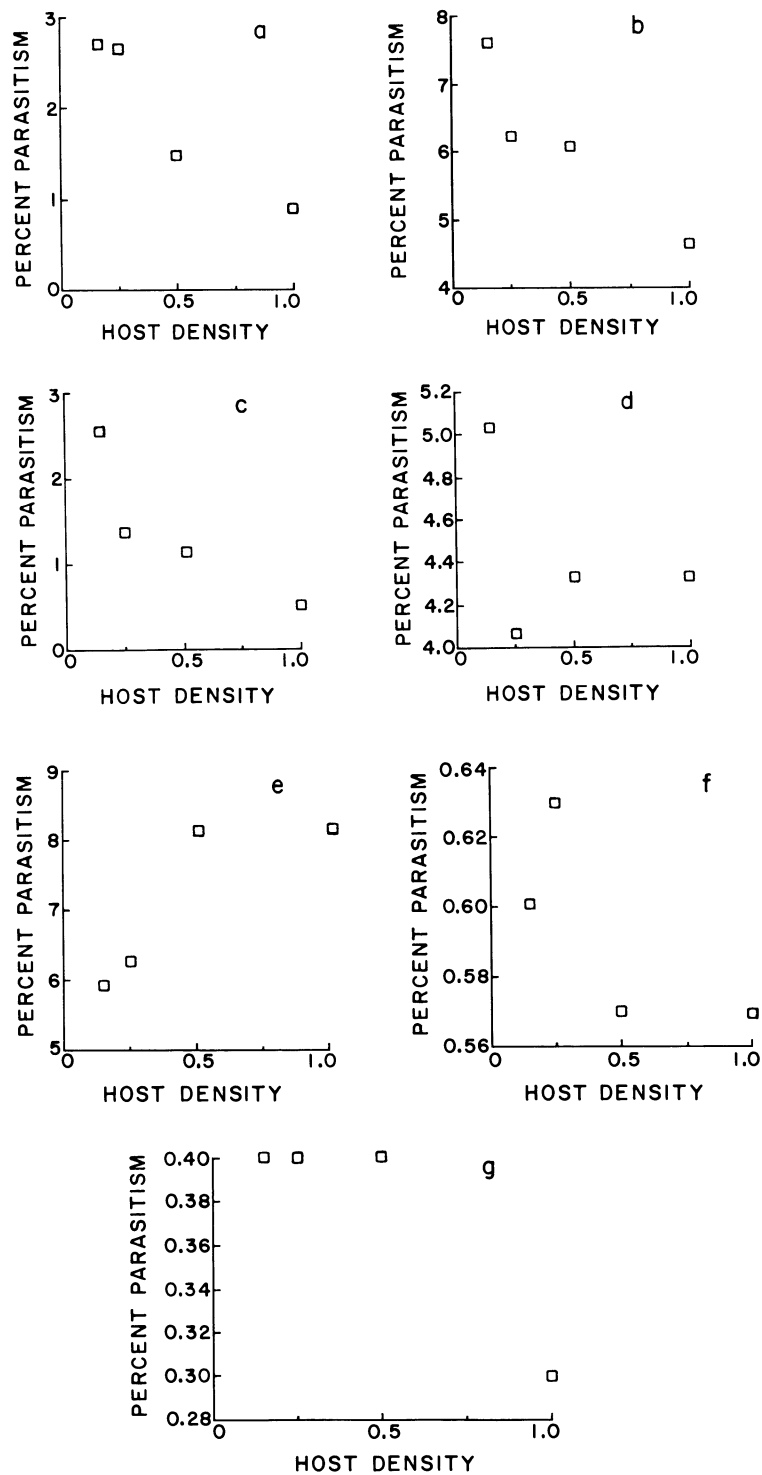 a
PERCENT PARASITISM
3
2
1
0
0 0.5 1.0
HOST DENSITY
b
PERCENT PARASITISM
8
7
6
5
4
0 0.5 1.0
HOST DENSITY
c
PERCENT PARASITISM
3
2
1
0
0 0.5 1.0
HOST DENSITY
d
PERCENT PARASITISM
5.2
5.0
4.8
4.6
4.4
4.2
4.0
0 0.5 1.0
HOST DENSITY
e
PERCENT PARASITISM
9
8
7
6
5
0 0.5 1.0
HOST DENSITY
f
PERCENT PARASITISM
0.64
0.62
0.60
0.58
0.56
0 0.5 1.0
HOST DENSITY
g
PERCENT PARASITISM
0.40
0.38
0.36
0.34
0.32
0.30
0.28
0 0.5 1.0
HOST DENSITY